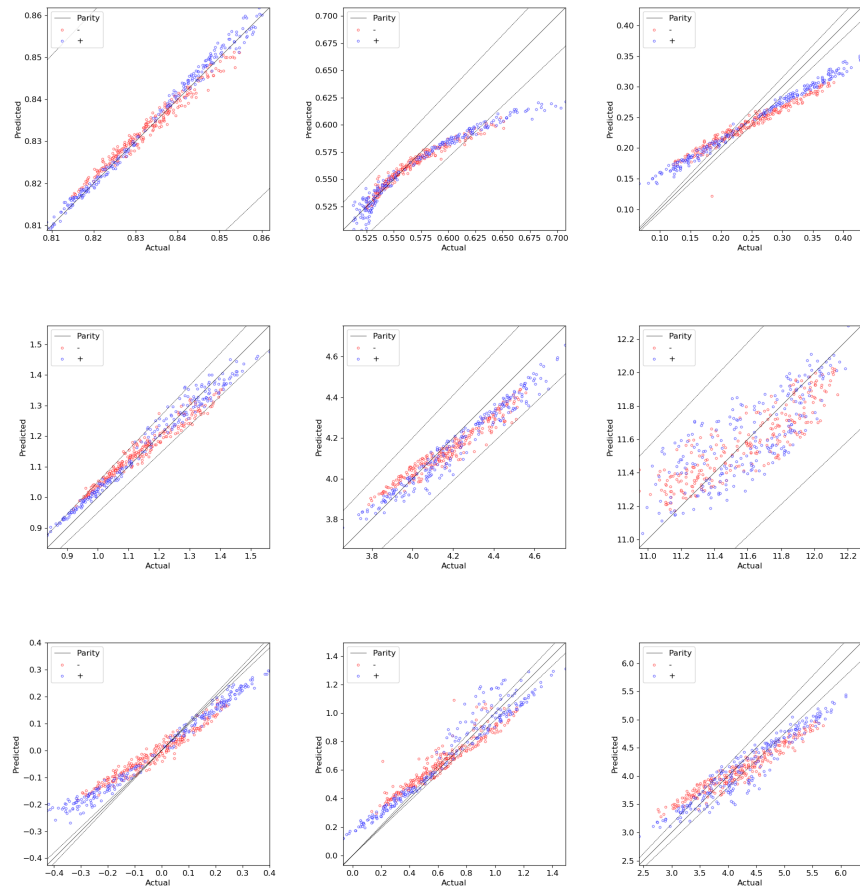 0.86
0.85
0.84
0.83
0.82
0.81
Predicted
Parity
-
+
0.81 0.82 0.83 0.84 0.85 0.86
Actual
0.700
0.675
0.650
0.625
0.600
0.575
0.550
0.525
Predicted
Parity
-
+
0.525 0.550 0.575 0.600 0.625 0.650 0.675 0.700
Actual
0.40
0.35
0.30
0.25
0.20
0.15
0.10
Predicted
Parity
-
+
0.10 0.15 0.20 0.25 0.30 0.35 0.40
Actual
1.5
1.4
1.3
1.2
1.1
1.0
0.9
Predicted
Parity
-
+
0.9 1.0 1.1 1.2 1.3 1.4 1.5
Actual
4.6
4.4
4.2
4.0
3.8
Predicted
Parity
-
+
3.8 4.0 4.2 4.4 4.6
Actual
12.2
12.0
11.8
11.6
11.4
11.2
11.0
Predicted
Parity
-
+
11.0 11.2 11.4 11.6 11.8 12.0 12.2
Actual
0.4
0.3
0.2
0.1
0.0
−0.1
−0.2
−0.3
−0.4
Predicted
Parity
-
+
−0.4 −0.3 −0.2 −0.1 0.0 0.1 0.2 0.3 0.4
Actual
1.4
1.2
1.0
0.8
0.6
0.4
0.2
0.0
Predicted
Parity
-
+
0.0 0.2 0.4 0.6 0.8 1.0 1.2 1.4
Actual
6.0
5.5
5.0
4.5
4.0
3.5
3.0
2.5
Predicted
Parity
-
+
2.5 3.0 3.5 4.0 4.5 5.0 5.5 6.0
Actual